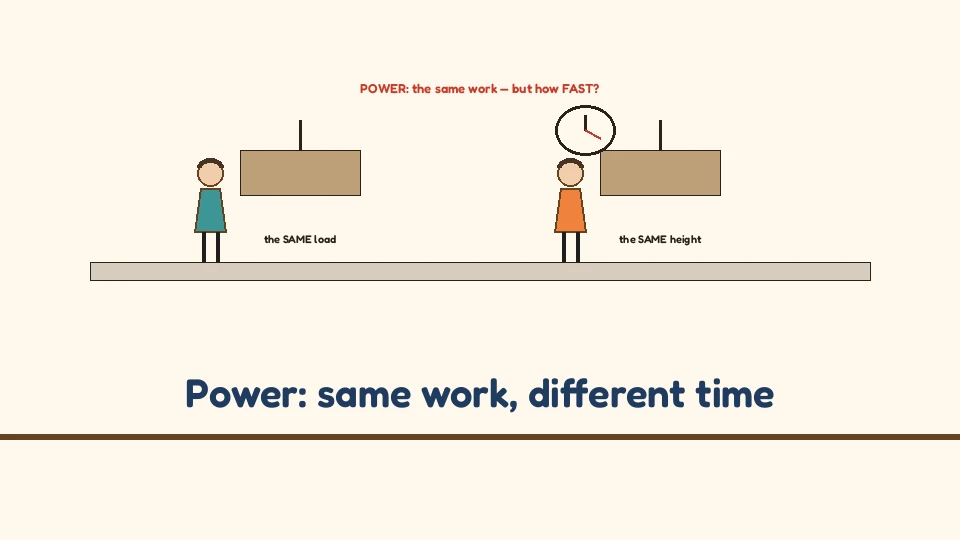 POWER: the same work — but how FAST?
the SAME load
the SAME height
Power: same work, different time